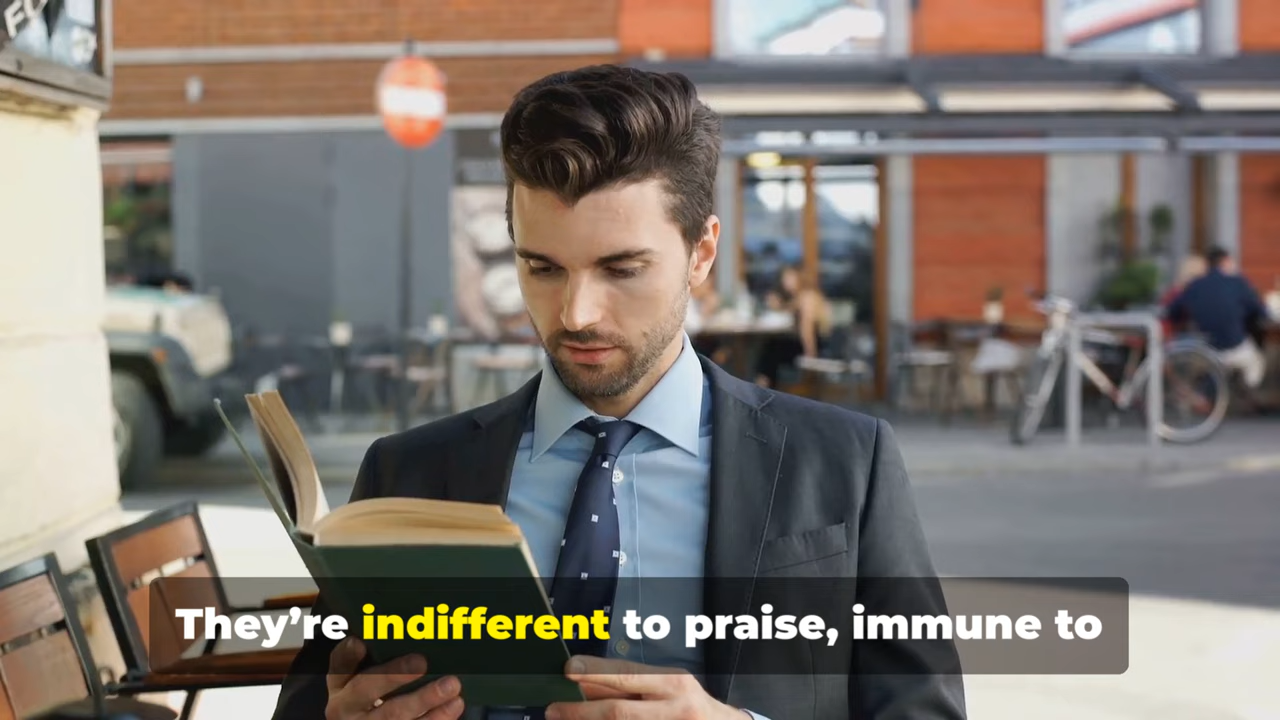 They’re indifferent to praise, immune to